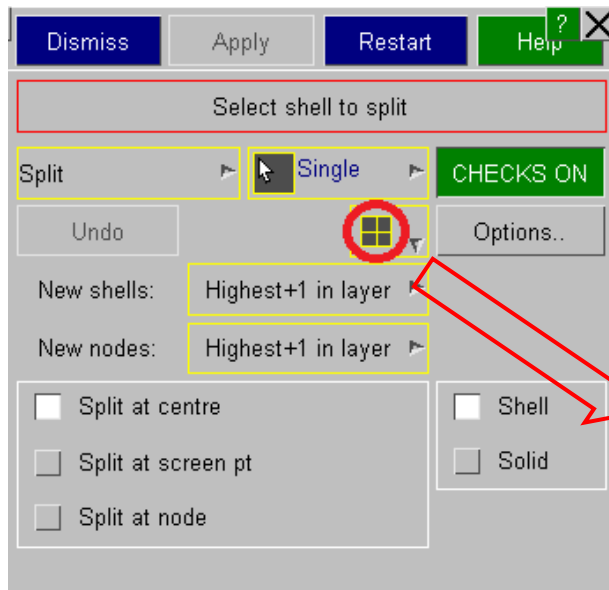 Dismiss Apply Restart Help ?
Select shell to split
Split Single CHECKS ON
Undo Options..
New shells: Highest+1 in layer
New nodes: Highest+1 in layer
Split at centre Shell
Split at screen pt Solid
Split at node